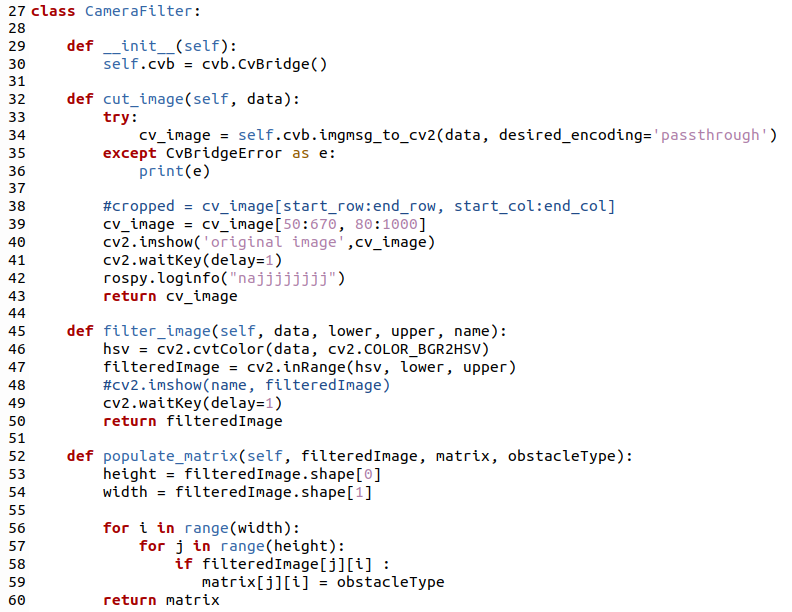 27 class CameraFilter:
28
29     def __init__(self):
30         self.cvb = cvb.CvBridge()
31
32     def cut_image(self, data):
33         try:
34             cv_image = self.cvb.imgmsg_to_cv2(data, desired_encoding='passthrough')
35         except CvBridgeError as e:
36             print(e)
37
38         #cropped = cv_image[start_row:end_row, start_col:end_col]
39         cv_image = cv_image[50:670, 80:1000]
40         cv2.imshow('original image',cv_image)
41         cv2.waitKey(delay=1)
42         rospy.loginfo("najjjjjjjj")
43         return cv_image
44
45     def filter_image(self, data, lower, upper, name):
46         hsv = cv2.cvtColor(data, cv2.COLOR_BGR2HSV)
47         filteredImage = cv2.inRange(hsv, lower, upper)
48         #cv2.imshow(name, filteredImage)
49         cv2.waitKey(delay=1)
50         return filteredImage
51
52     def populate_matrix(self, filteredImage, matrix, obstacleType):
53         height = filteredImage.shape[0]
54         width = filteredImage.shape[1]
55
56         for i in range(width):
57             for j in range(height):
58                 if filteredImage[j][i] :
59                    matrix[j][i] = obstacleType
60         return matrix